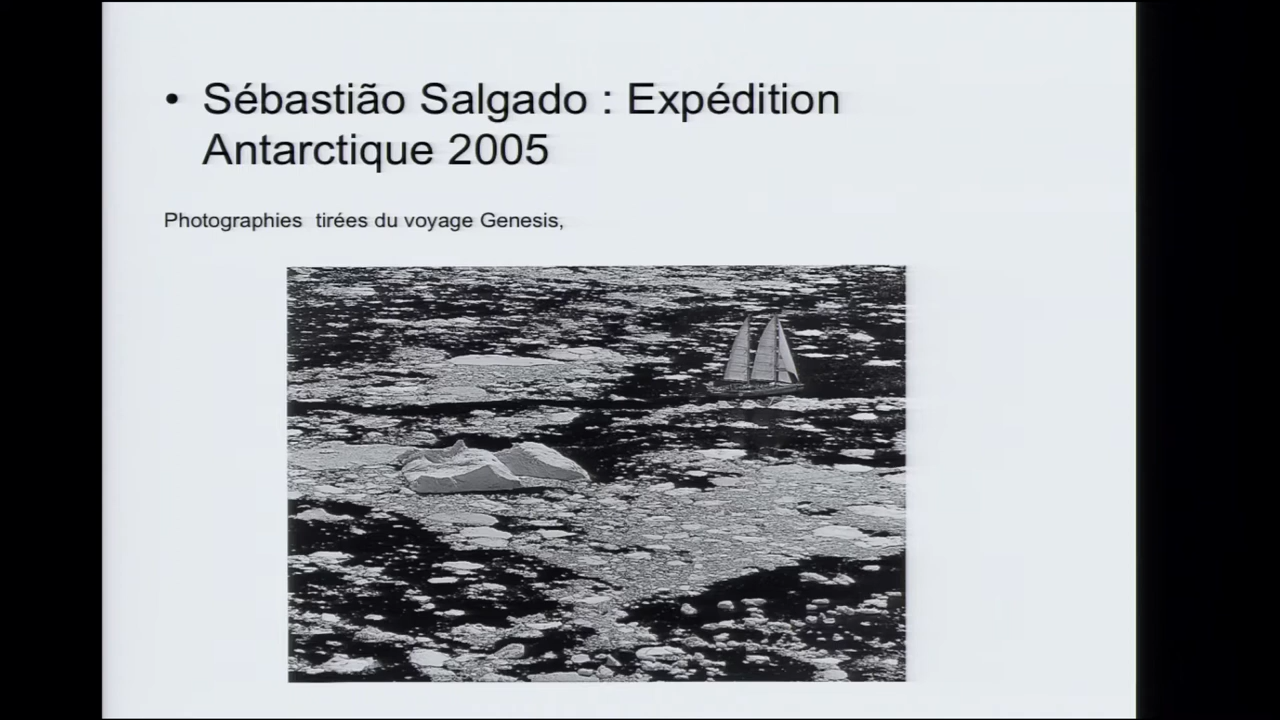 • Sébastião Salgado : Expédition
Antarctique 2005
Photographies tirées du voyage Genesis,